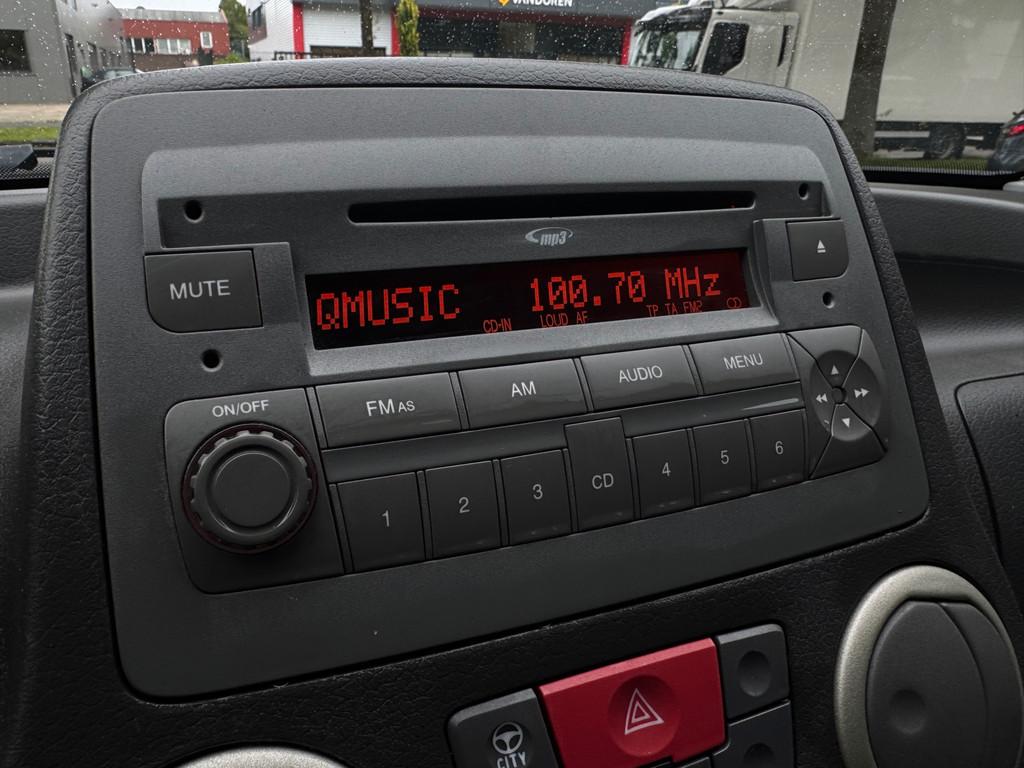 VANDOREN
mp3
MUTE
QMUSIC 100.70 MHz
CD-IN LOUD AF TP TA FM2 CD
ON/OFF
FM AS AM AUDIO MENU
1 2 3 CD 4 5 6
CITY